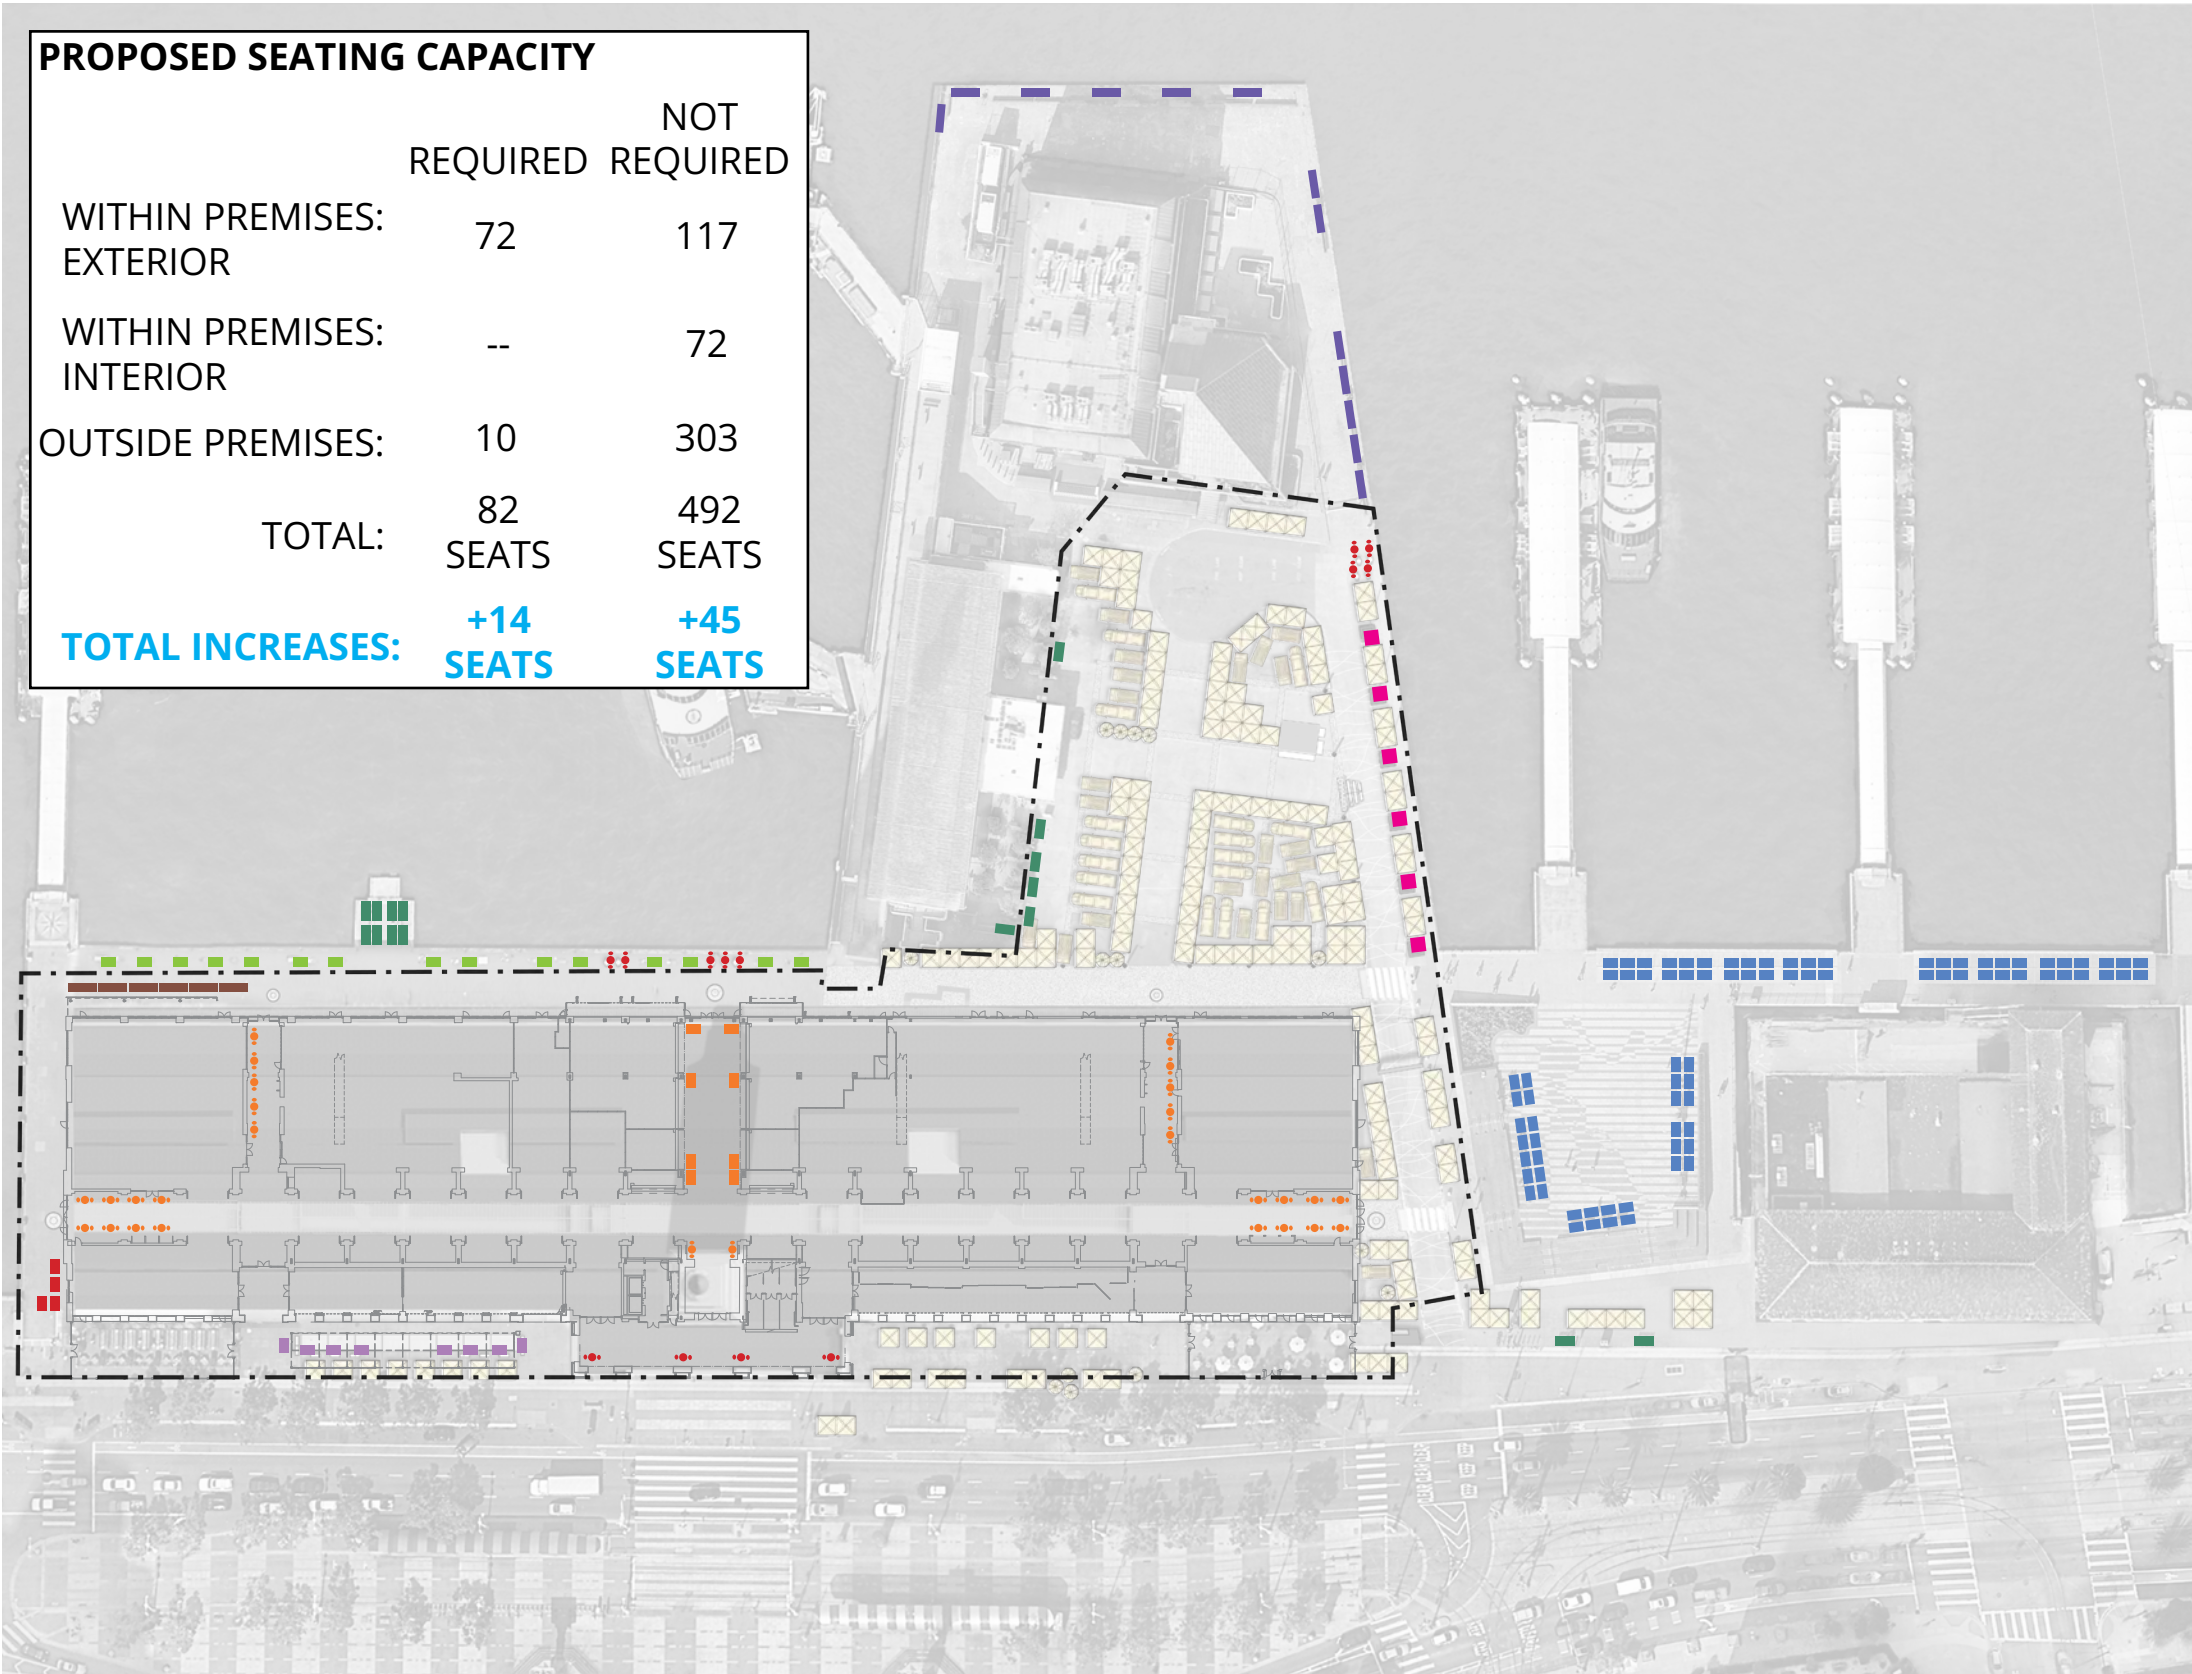 PROPOSED SEATING CAPACITY
REQUIRED
NOT
REQUIRED
WITHIN PREMISES:
EXTERIOR
72
117
WITHIN PREMISES:
INTERIOR
--
72
OUTSIDE PREMISES:
10
303
TOTAL:
82
SEATS
492
SEATS
TOTAL INCREASES:
+14
SEATS
+45
SEATS